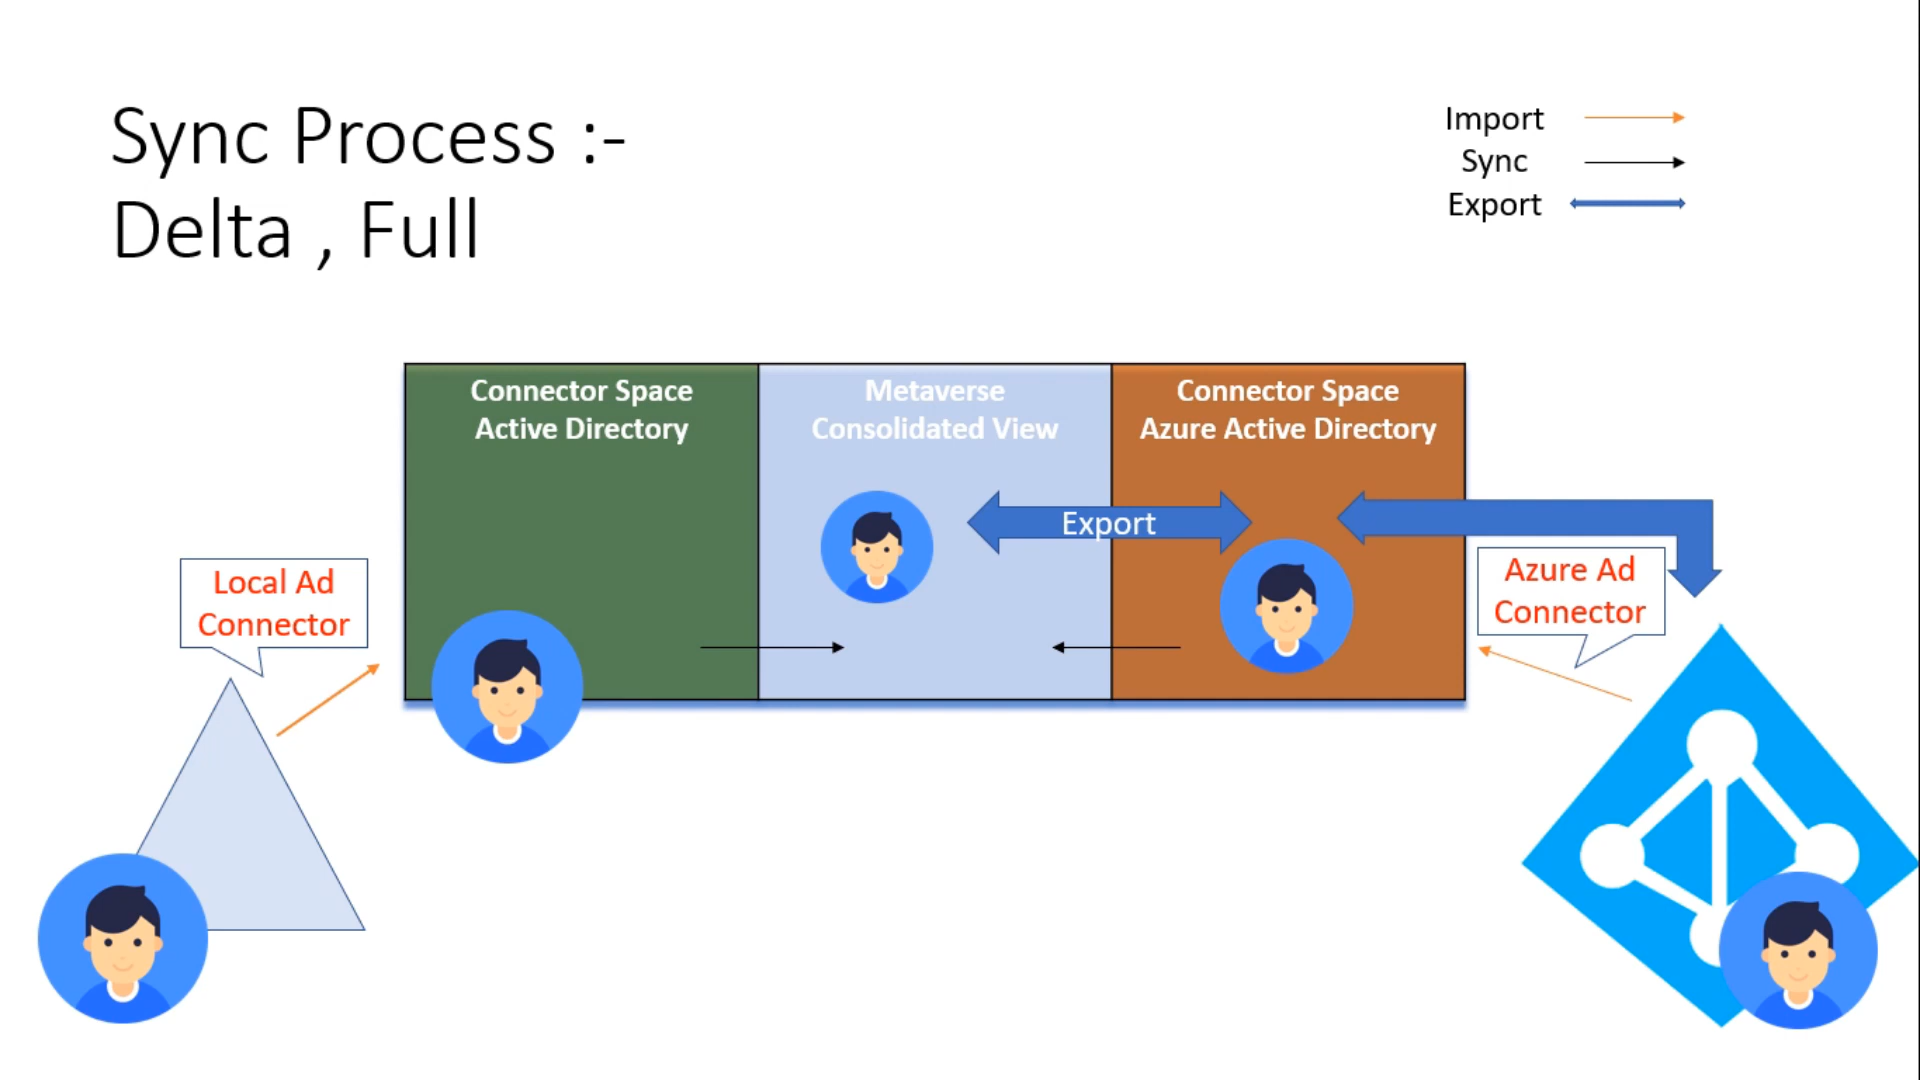 Sync Process :-
Delta , Full
Import
Sync
Export
Connector Space
Active Directory
Metaverse
Consolidated View
Connector Space
Azure Active Directory
Export
Local Ad
Connector
Azure Ad
Connector